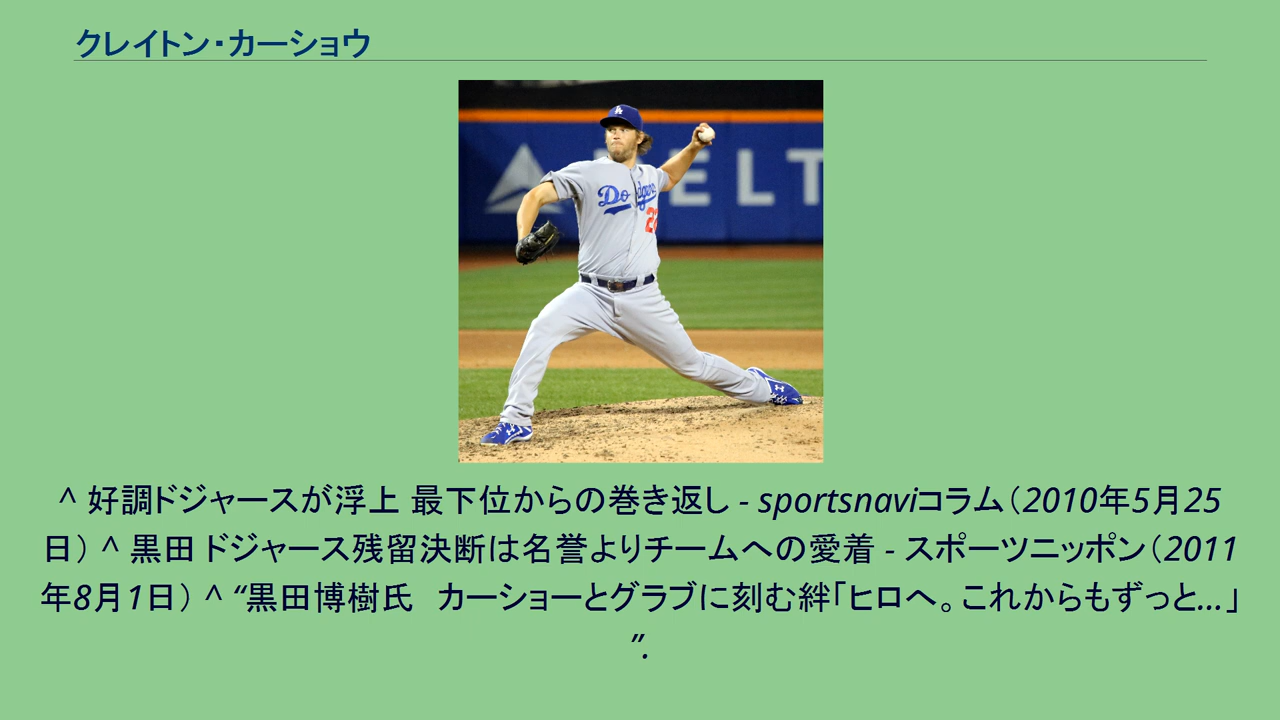 クレイトン・カーショウ
DELT
Dodgers
22
^ 好調ドジャースが浮上 最下位からの巻き返し - sportsnaviコラム（2010年5月25
日） ^ 黒田 ドジャース残留決断は名誉よりチームへの愛着 - スポーツニッポン（2011
年8月1日） ^ “黒田博樹氏　カーショーとグラブに刻む絆「ヒロへ。これからもずっと…」
”.